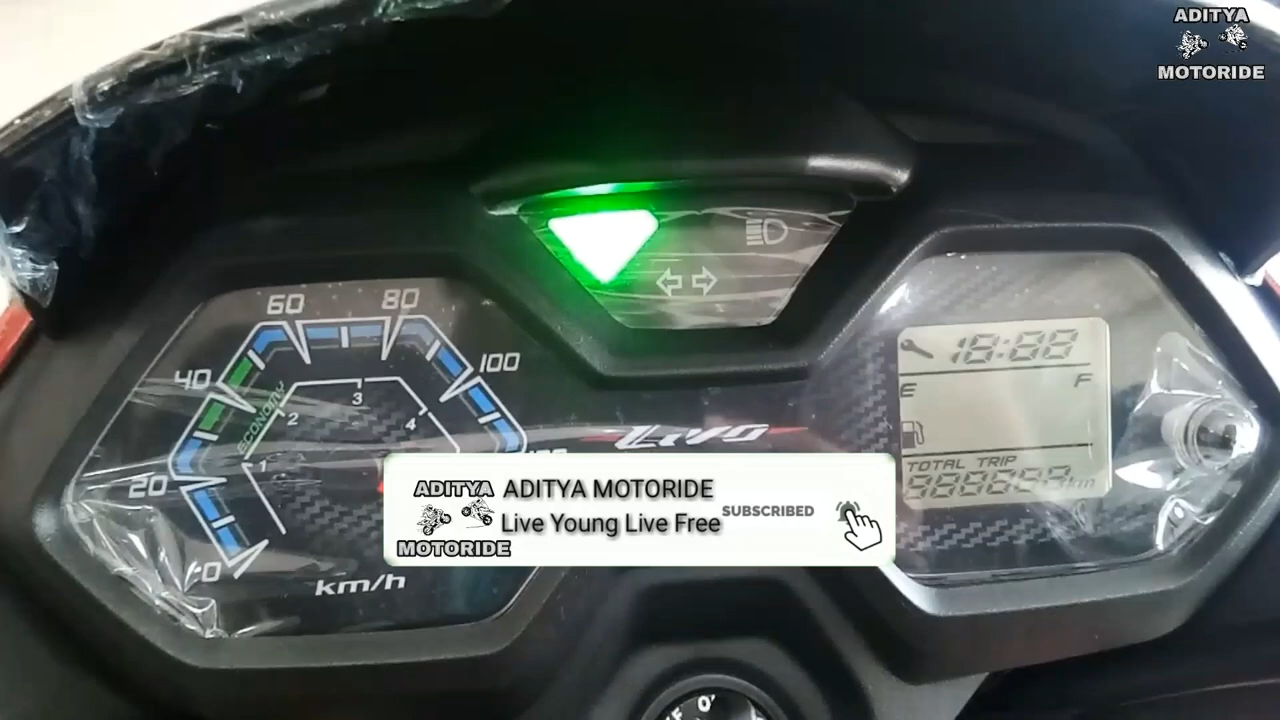 ADITYA
MOTORIDE
60
80
40
100
ECONOMY
3
2
4
1
20
0
km/h
Livo
18:88
E
F
TOTAL TRIP
km
ADITYA
MOTORIDE
ADITYA MOTORIDE
Live Young Live Free
SUBSCRIBED